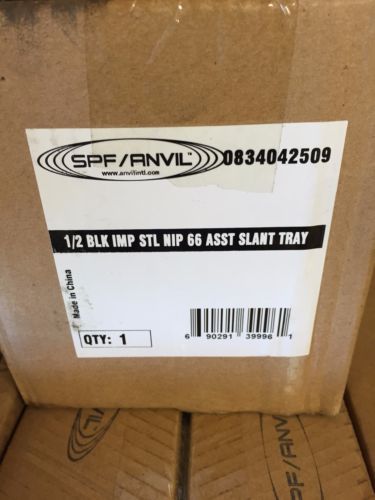 SPF/ANVIL™
www.anvilintl.com
0834042509
1/2 BLK IMP STL NIP 66 ASST SLANT TRAY
Made in China
QTY: 1
6 90291 39996 1
SPF/ANVIL